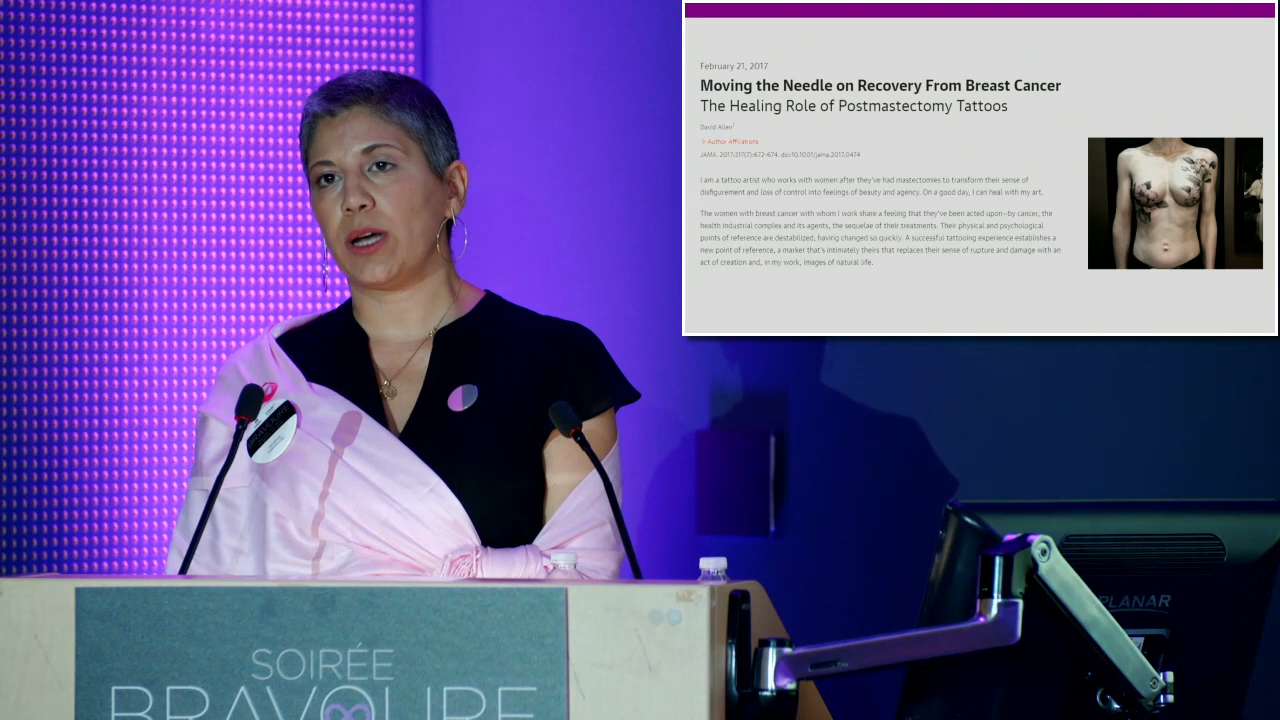 February 21, 2017
Moving the Needle on Recovery From Breast Cancer
The Healing Role of Postmastectomy Tattoos
David Allen1
Author Affiliations
JAMA. 2017;317(7):672-674. doi:10.1001/jama.2017.0474
I am a tattoo artist who works with women after they've had mastectomies to transform their sense of
disfigurement and loss of control into feelings of beauty and agency. On a good day, I can heal with my art.
The women with breast cancer with whom I work share a feeling that they've been acted upon—by cancer, the
health industrial complex and its agents, the sequelae of their treatments. Their physical and psychological
points of reference are destabilized, having changed so quickly. A successful tattooing experience establishes a
new point of reference, a marker that's intimately theirs that replaces their sense of rupture and damage with an
act of creation and, in my work, images of natural life.
BRAVOURE
PLANAR
SOIRÉE
BRAVOURE